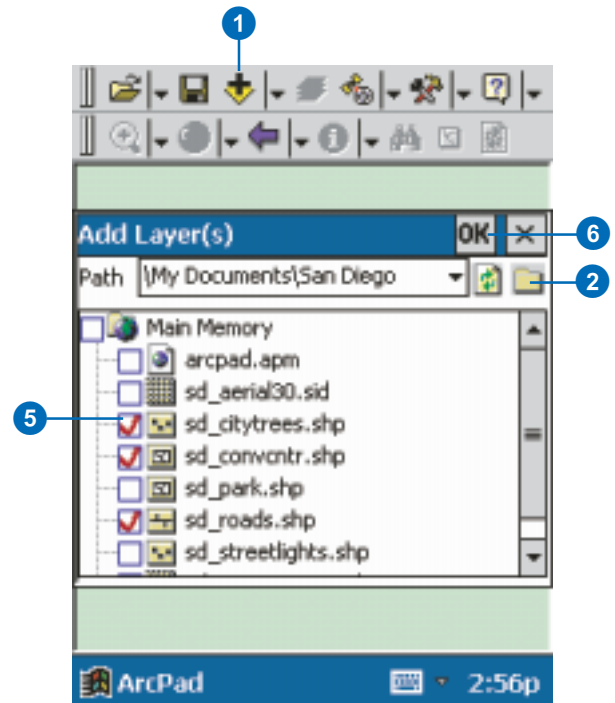 1
Add Layer(s) OK 6
Path \My Documents\San Diego 2
Main Memory
arcpad.apm
sd_aerial30.sid
5 sd_citytrees.shp
sd_convcntr.shp
sd_park.shp
sd_roads.shp
sd_streetlights.shp
ArcPad 2:56p